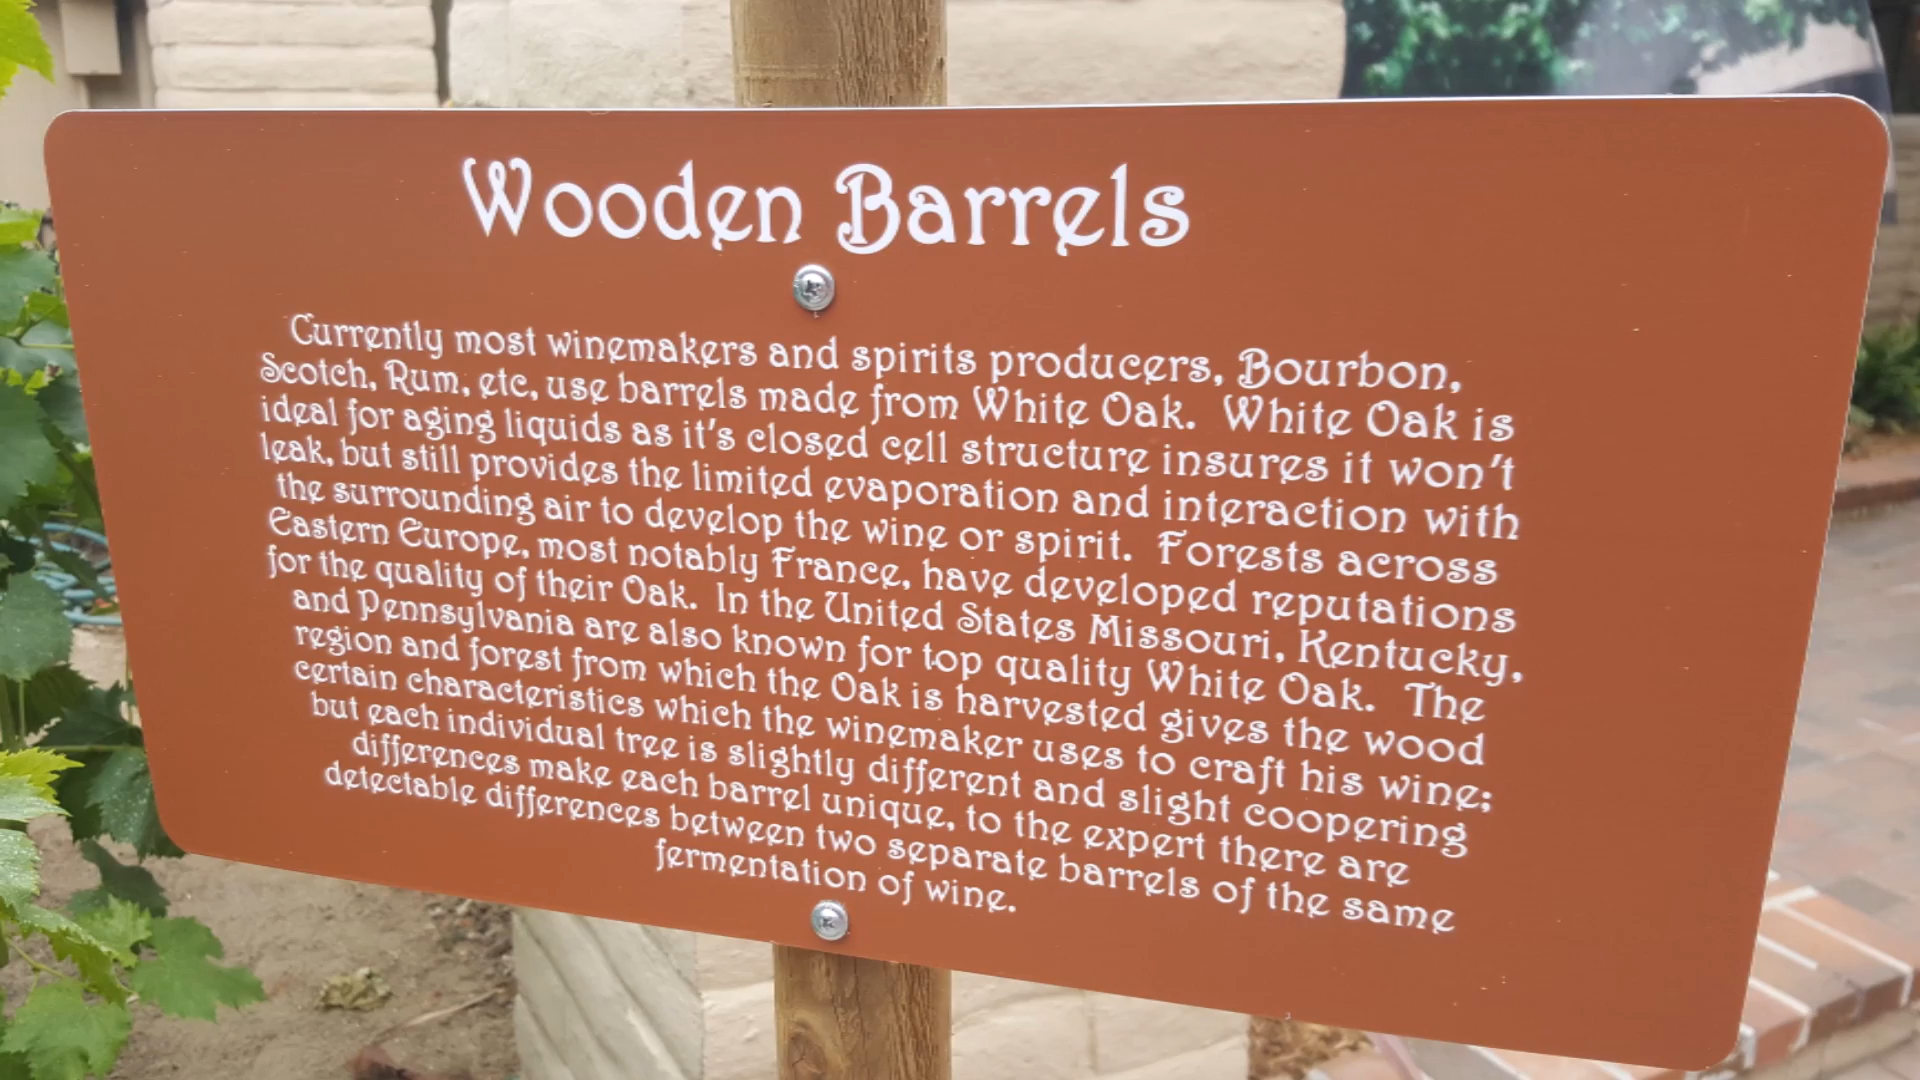 Wooden Barrels
Currently most winemakers and spirits producers, Bourbon,
Scotch, Rum, etc, use barrels made from White Oak. White Oak is
ideal for aging liquids as it's closed cell structure insures it won't
leak, but still provides the limited evaporation and interaction with
the surrounding air to develop the wine or spirit. Forests across
Eastern Europe, most notably France, have developed reputations
for the quality of their Oak. In the United States Missouri, Kentucky,
and Pennsylvania are also known for top quality White Oak. The
region and forest from which the Oak is harvested gives the wood
certain characteristics which the winemaker uses to craft his wine;
but each individual tree is slightly different and slight coopering
differences make each barrel unique, to the expert there are
detectable differences between two separate barrels of the same
fermentation of wine.